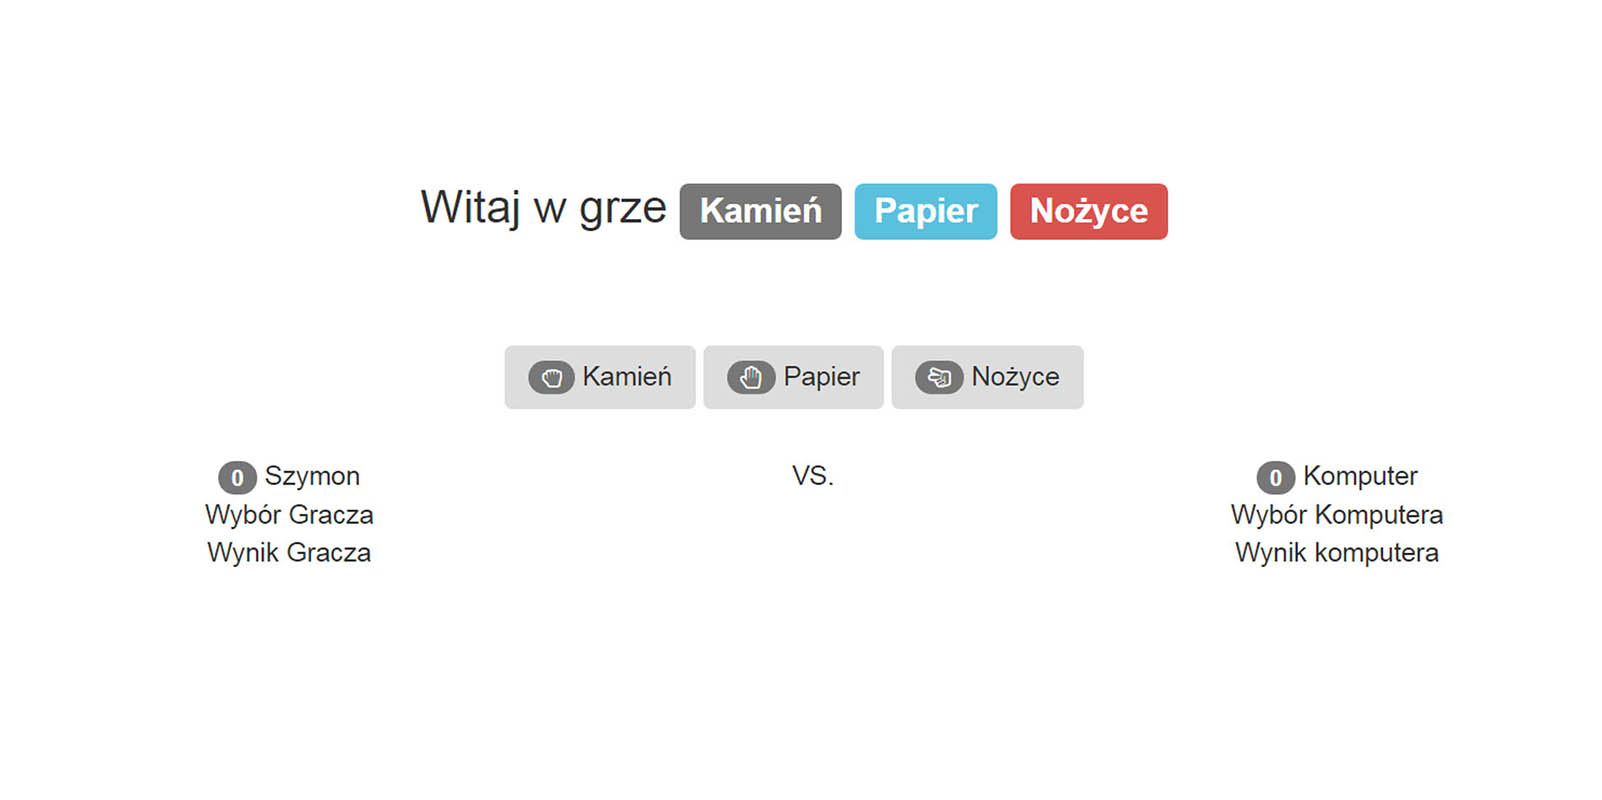 Witaj w grze Kamień Papier Nożyce
Kamień Papier Nożyce
0 Szymon VS. 0 Komputer
Wybór Gracza Wybór Komputera
Wynik Gracza Wynik komputera